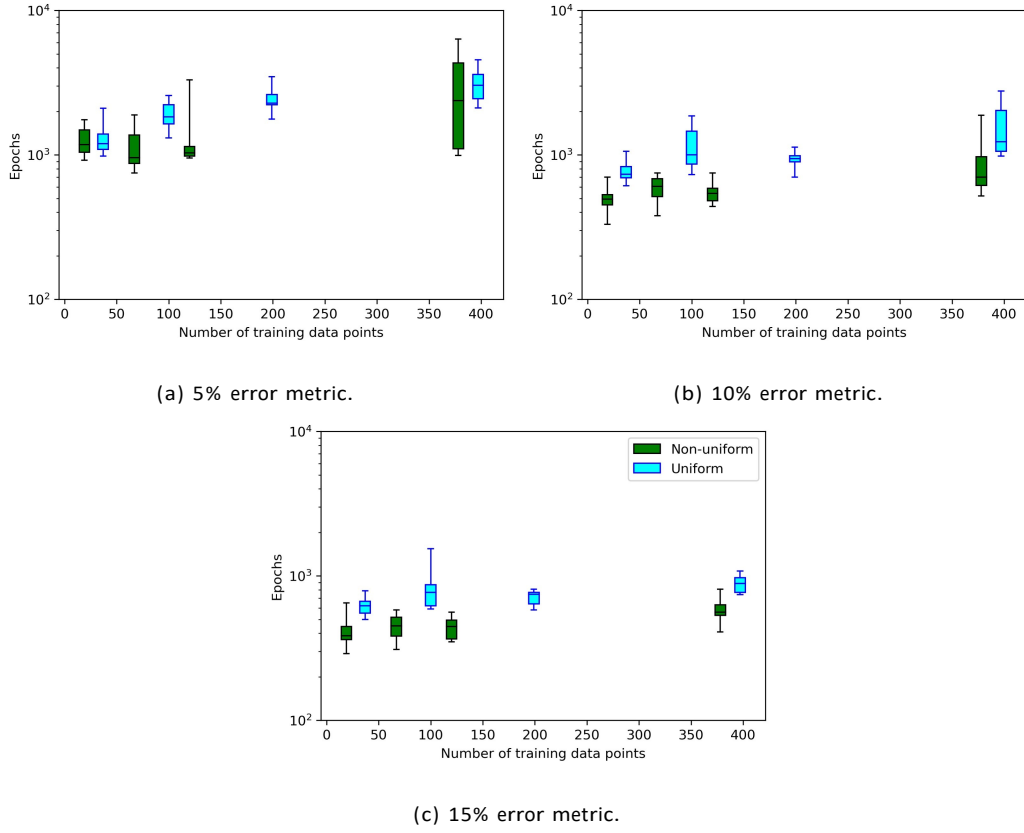 10^4
10^3
10^2
Epochs
0 50 100 150 200 250 300 350 400
Number of training data points
(a) 5% error metric.
10^4
10^3
10^2
Epochs
0 50 100 150 200 250 300 350 400
Number of training data points
(b) 10% error metric.
10^4
10^3
10^2
Epochs
Non-uniform
Uniform
0 50 100 150 200 250 300 350 400
Number of training data points
(c) 15% error metric.